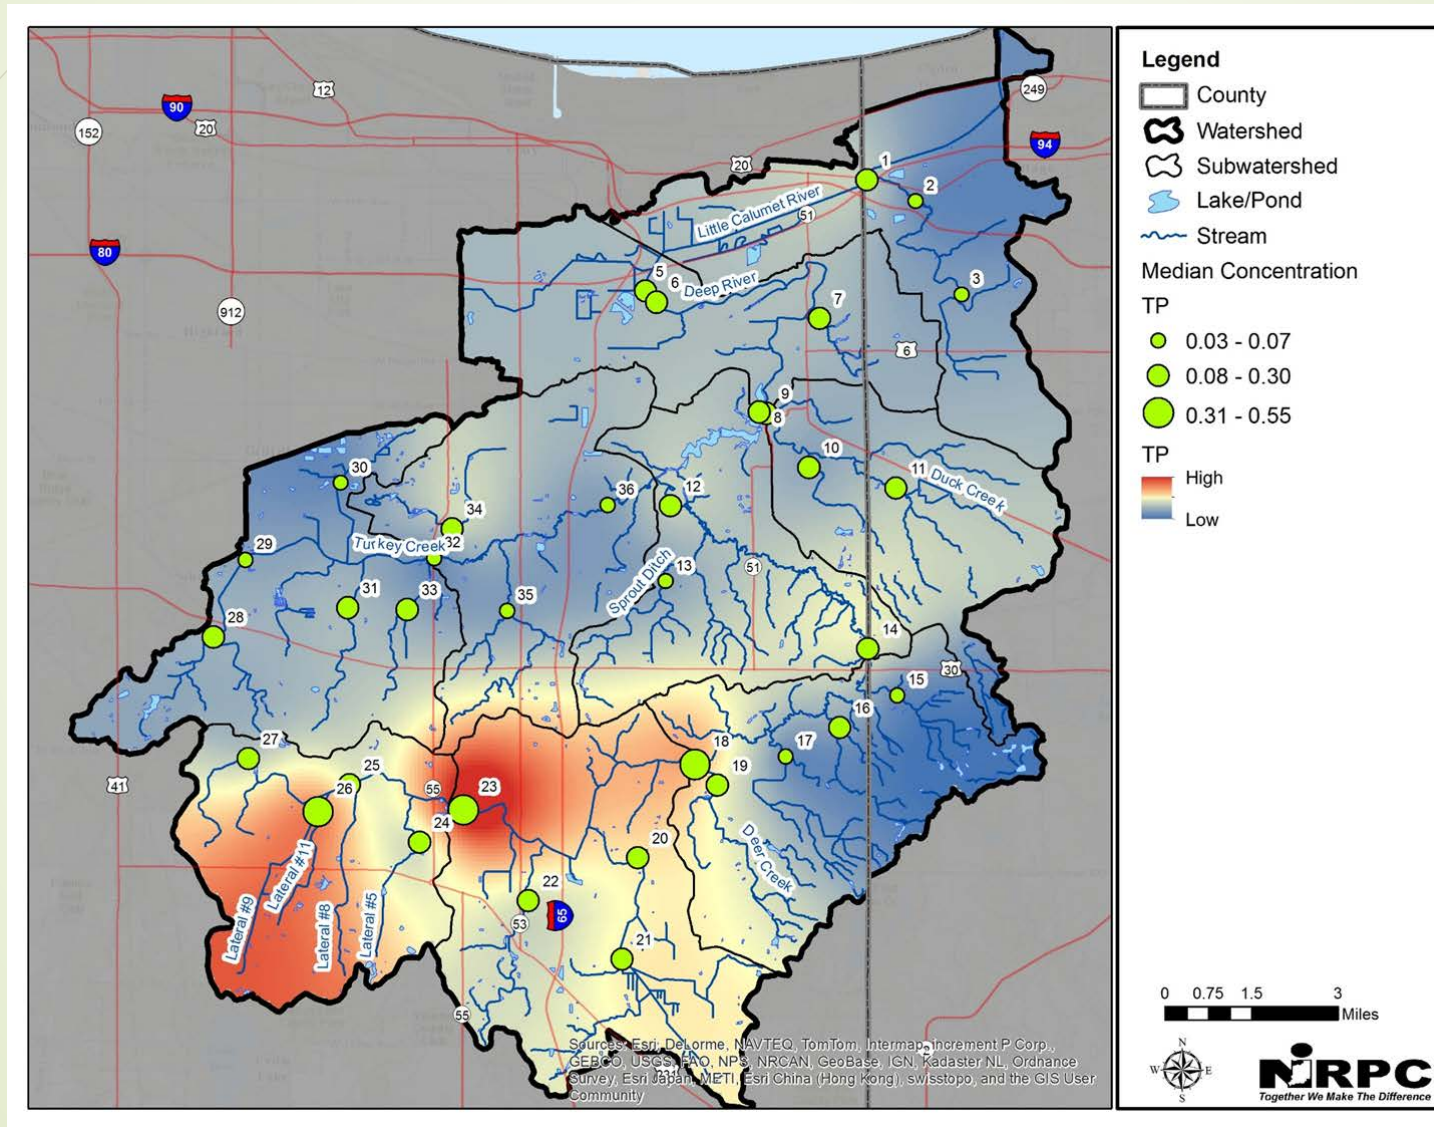 12
90
20
152
249
94
20
80
912
1
2
Little Calumet River
51
5
6
Deep River
3
7
6
9
8
10
11
Duck Creek
30
36
12
34
Turkey Creek
32
29
51
13
Sprout Ditch
31
33
35
28
14
30
15
16
27
18
17
25
41
55
23
19
26
24
20
Deer Creek
Lateral #11
22
Lateral #9
Lateral #8
Lateral #5
53
65
21
55
Sources: Esri, DeLorme, NAVTEQ, TomTom, Intermap, increment P Corp.,
GEBCO, USGS, FAO, NPS, NRCAN, GeoBase, IGN, Kadaster NL, Ordnance
Survey, Esri Japan, METI, Esri China (Hong Kong), swisstopo, and the GIS User
Community
231
Legend
County
Watershed
Subwatershed
Lake/Pond
Stream
Median Concentration
TP
0.03 - 0.07
0.08 - 0.30
0.31 - 0.55
TP
High
Low
0 0.75 1.5 3
Miles
N
W E
S
NIRPC
Together We Make The Difference